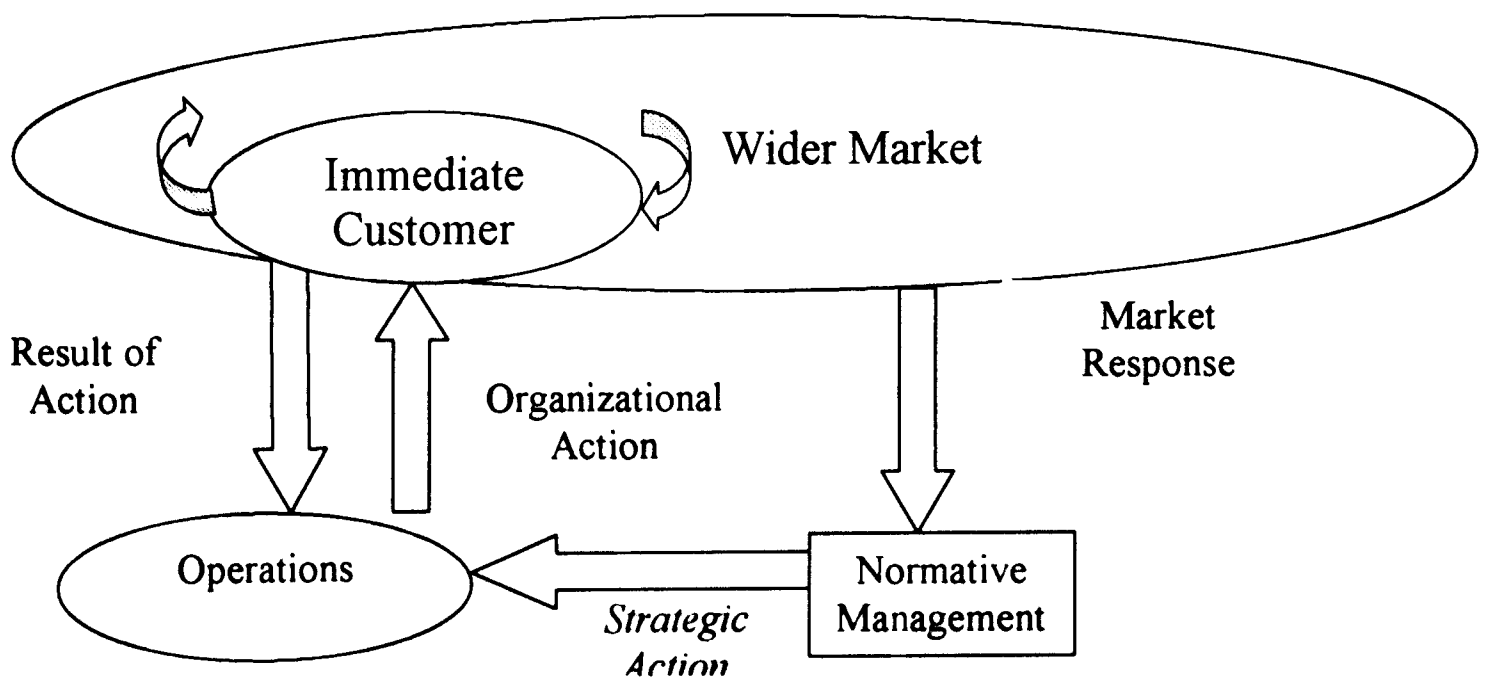 Wider Market
Immediate
Customer
Market
Response
Result of
Action
Organizational
Action
Operations
Normative
Management
Strategic
Action